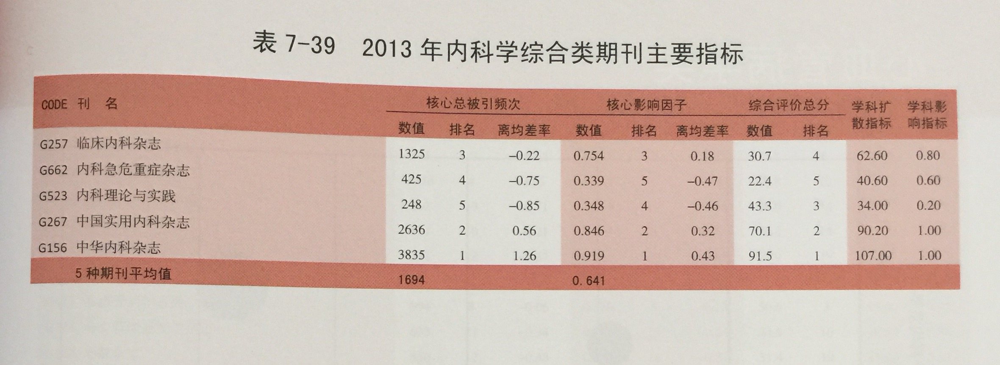 表 7-39 2013 年内科学综合类期刊主要指标
CODE 刊 名 核心总被引频次 核心影响因子 综合评价总分 学科扩散指标 学科影响指标
数值 排名 离均差率 数值 排名 离均差率 数值 排名
G257 临床内科杂志 1325 3 –0.22 0.754 3 0.18 30.7 4 62.60 0.80
G662 内科急危重症杂志 425 4 –0.75 0.339 5 –0.47 22.4 5 40.60 0.60
G523 内科理论与实践 248 5 –0.85 0.348 4 –0.46 43.3 3 34.00 0.20
G267 中国实用内科杂志 2636 2 0.56 0.846 2 0.32 70.1 2 90.20 1.00
G156 中华内科杂志 3835 1 1.26 0.919 1 0.43 91.5 1 107.00 1.00
5 种期刊平均值 1694 0.641